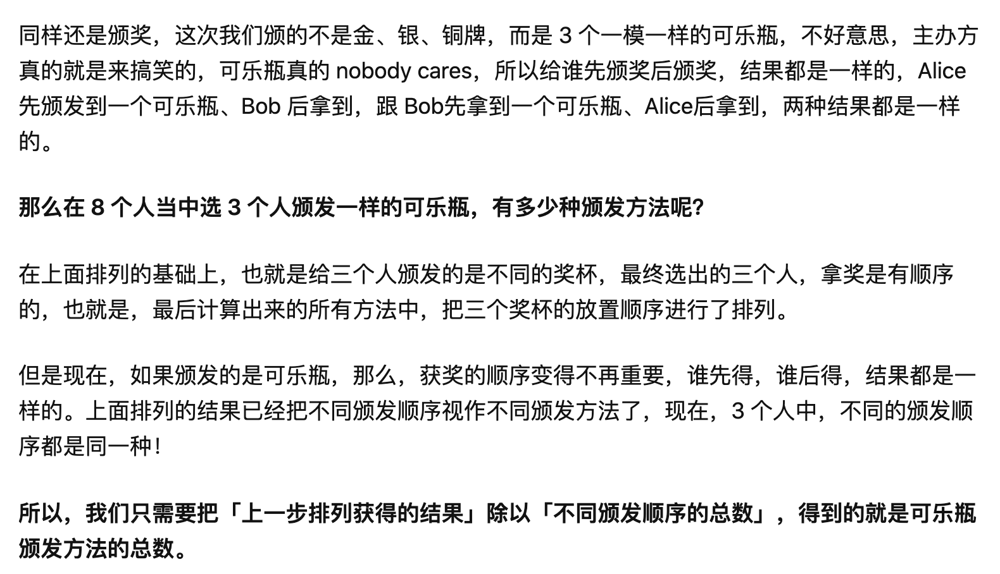 同样还是颁奖，这次我们颁的不是金、银、铜牌，而是 3 个一模一样的可乐瓶，不好意思，主办方
真的就是来搞笑的，可乐瓶真的 nobody cares，所以给谁先颁奖后颁奖，结果都是一样的，Alice
先颁发到一个可乐瓶、Bob 后拿到，跟 Bob先拿到一个可乐瓶、Alice后拿到，两种结果都是一样
的。
那么在 8 个人当中选 3 个人颁发一样的可乐瓶，有多少种颁发方法呢？
在上面排列的基础上，也就是给三个人颁发的是不同的奖杯，最终选出的三个人，拿奖是有顺序
的，也就是，最后计算出来的所有方法中，把三个奖杯的放置顺序进行了排列。
但是现在，如果颁发的是可乐瓶，那么，获奖的顺序变得不再重要，谁先得，谁后得，结果都是一
样的。上面排列的结果已经把不同颁发顺序视作不同颁发方法了，现在，3 个人中，不同的颁发顺
序都是同一种！
所以，我们只需要把「上一步排列获得的结果」除以「不同颁发顺序的总数」，得到的就是可乐瓶
颁发方法的总数。